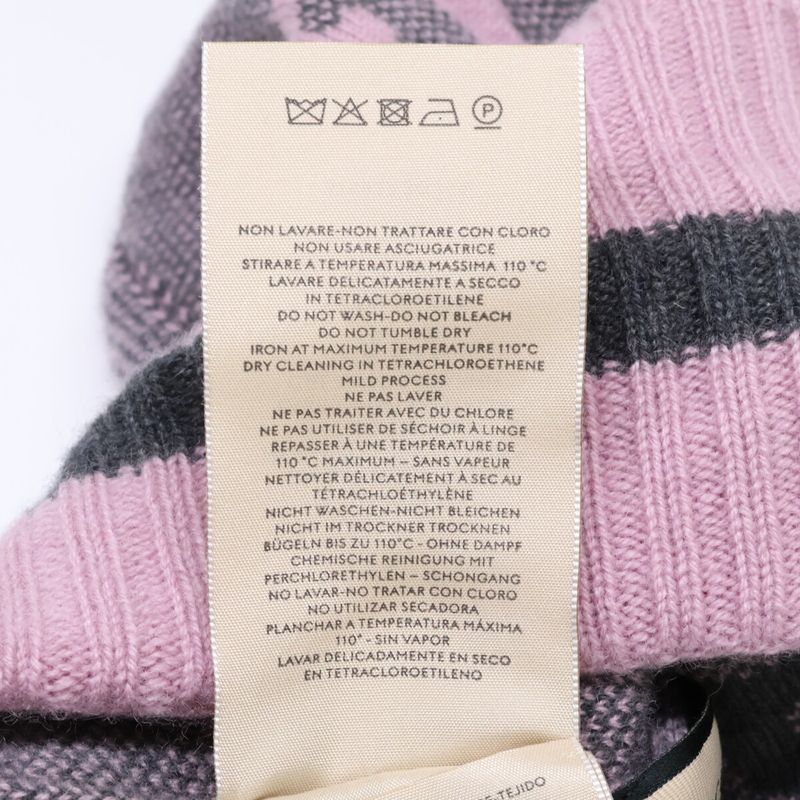 P
NON LAVARE-NON TRATTARE CON CLORO
NON USARE ASCIUGATRICE
STIRARE A TEMPERATURA MASSIMA 110 °C
LAVARE DELICATAMENTE A SECCO
IN TETRACLOROETILENE
DO NOT WASH-DO NOT BLEACH
DO NOT TUMBLE DRY
IRON AT MAXIMUM TEMPERATURE 110°C
DRY CLEANING IN TETRACHLOROETHENE
MILD PROCESS
NE PAS LAVER
NE PAS TRAITER AVEC DU CHLORE
NE PAS UTILISER DE SÉCHOIR À LINGE
REPASSER À UNE TEMPÉRATURE DE
110 °C MAXIMUM – SANS VAPEUR
NETTOYER DÉLICATEMENT À SEC AU
TÉTRACHLOÉTHYLÈNE
NICHT WASCHEN-NICHT BLEICHEN
NICHT IM TROCKNER TROCKNEN
BÜGELN BIS ZU 110°C - OHNE DAMPF
CHEMISCHE REINIGUNG MIT
PERCHLORETHYLEN – SCHONGANG
NO LAVAR-NO TRATAR CON CLORO
NO UTILIZAR SECADORA
PLANCHAR A TEMPERATURA MÁXIMA
110° - SIN VAPOR
LAVAR DELICADAMENTE EN SECO
EN TETRACLOROETILENO
-TEJIDO